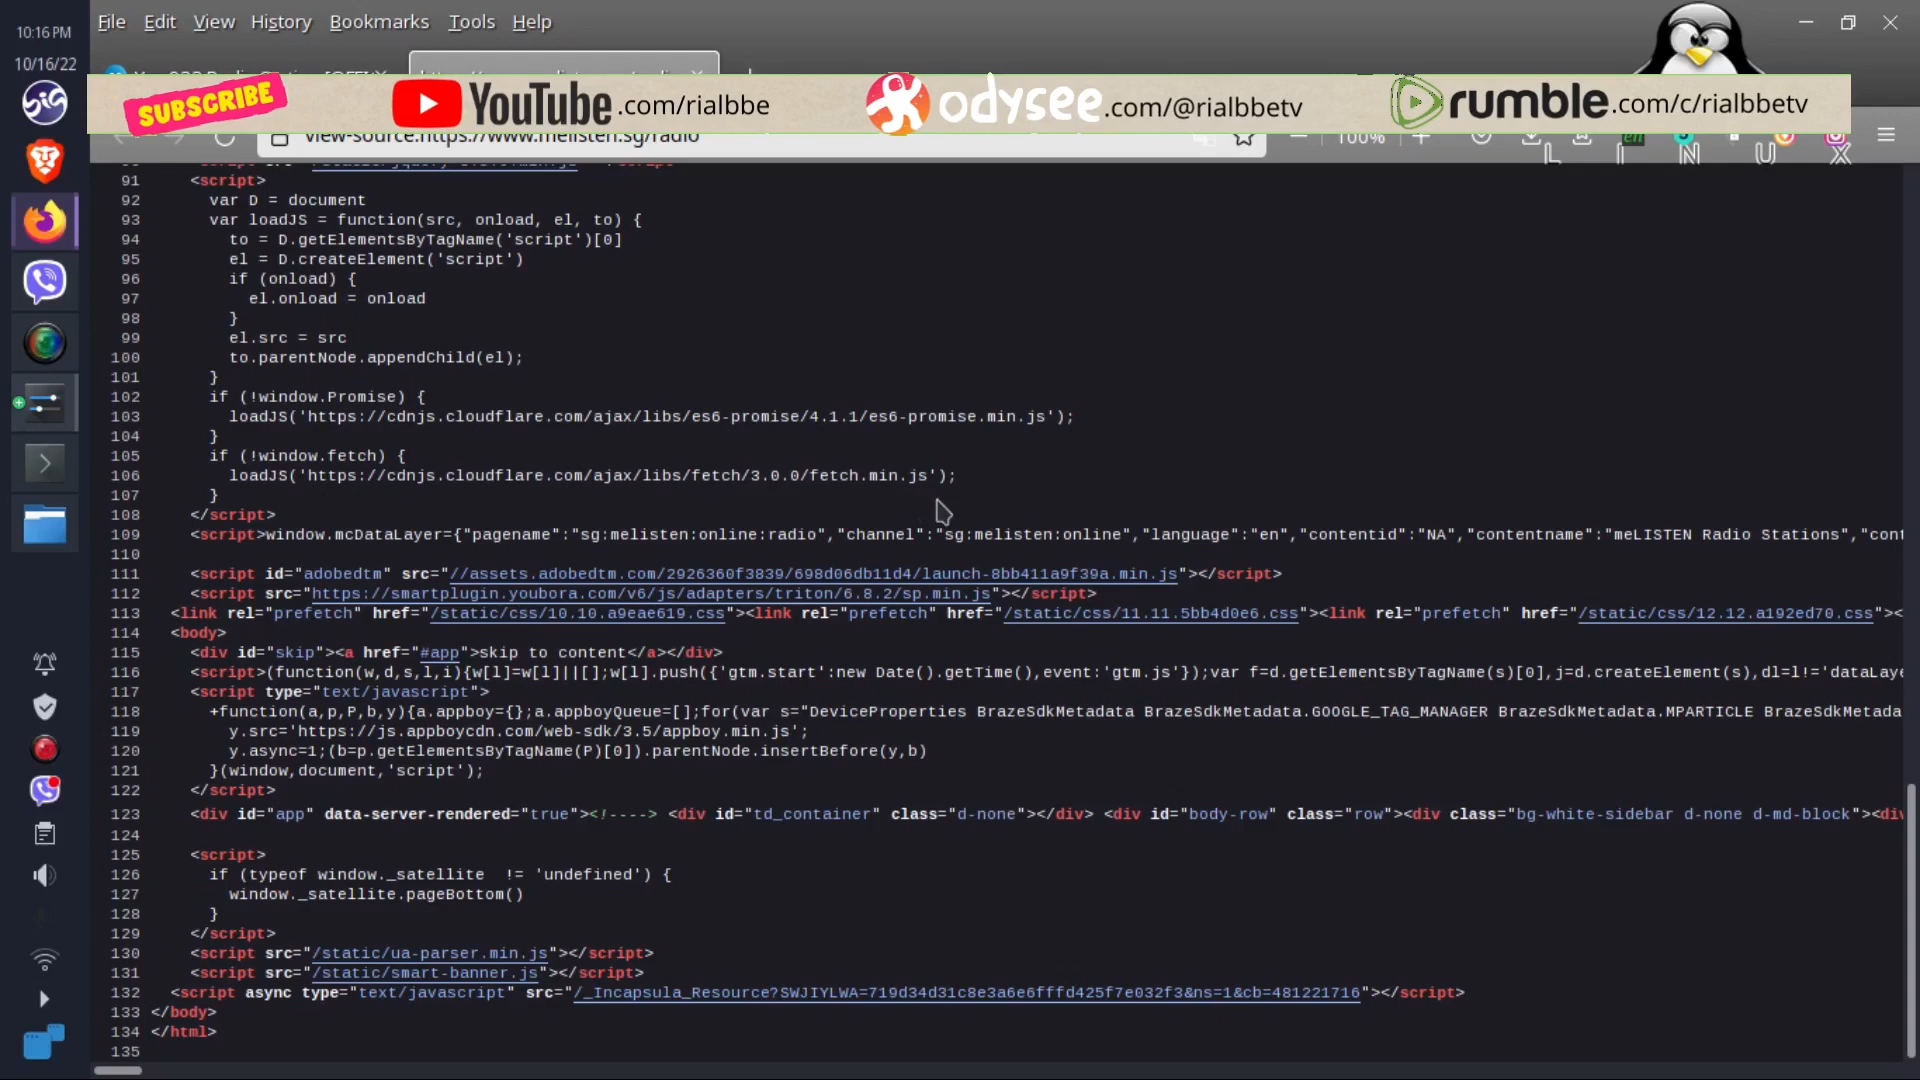 10:16 PM
10/16/22
File Edit View History Bookmarks Tools Help
SUBSCRIBE YouTube.com/rialbbe odysee.com/@rialbbetv rumble.com/c/rialbbetv
view-source:https://www.melisten.sg/radio 100%
L I N U X
91 <script>
92 var D = document
93 var loadJS = function(src, onload, el, to) {
94 to = D.getElementsByTagName('script')[0]
95 el = D.createElement('script')
96 if (onload) {
97 el.onload = onload
98 }
99 el.src = src
100 to.parentNode.appendChild(el);
101 }
102 if (!window.Promise) {
103 loadJS('https://cdnjs.cloudflare.com/ajax/libs/es6-promise/4.1.1/es6-promise.min.js');
104 }
105 if (!window.fetch) {
106 loadJS('https://cdnjs.cloudflare.com/ajax/libs/fetch/3.0.0/fetch.min.js');
107 }
108 </script>
109 <script>window.mcDataLayer={"pagename":"sg:melisten:online:radio","channel":"sg:melisten:online","language":"en","contentid":"NA","contentname":"meLISTEN Radio Stations","cont
110
111 <script id="adobedtm" src="//assets.adobedtm.com/2926360f3839/698d06db11d4/launch-8bb411a9f39a.min.js"></script>
112 <script src="https://smartplugin.youbora.com/v6/js/adapters/triton/6.8.2/sp.min.js"></script>
113 <link rel="prefetch" href="/static/css/10.10.a9eae619.css"><link rel="prefetch" href="/static/css/11.11.5bb4d0e6.css"><link rel="prefetch" href="/static/css/12.12.a192ed70.css"><
114 <body>
115 <div id="skip"><a href="#app">skip to content</a></div>
116 <script>(function(w,d,s,l,i){w[l]=w[l]||[];w[l].push({'gtm.start':new Date().getTime(),event:'gtm.js'});var f=d.getElementsByTagName(s)[0],j=d.createElement(s),dl=l!='dataLaye
117 <script type="text/javascript">
118 +function(a,p,P,b,y){a.appboy={};a.appboyQueue=[];for(var s="DeviceProperties BrazeSdkMetadata BrazeSdkMetadata.GOOGLE_TAG_MANAGER BrazeSdkMetadata.MPARTICLE BrazeSdkMetada
119 y.src='https://js.appboycdn.com/web-sdk/3.5/appboy.min.js';
120 y.async=1;(b=p.getElementsByTagName(P)[0]).parentNode.insertBefore(y,b)
121 }(window,document,'script');
122 </script>
123 <div id="app" data-server-rendered="true"><!----> <div id="td_container" class="d-none"></div> <div id="body-row" class="row"><div class="bg-white-sidebar d-none d-md-block"><div
124
125 <script>
126 if (typeof window._satellite != 'undefined') {
127 window._satellite.pageBottom()
128 }
129 </script>
130 <script src="/static/ua-parser.min.js"></script>
131 <script src="/static/smart-banner.js"></script>
132 <script async type="text/javascript" src="/_Incapsula_Resource?SWJIYLWA=719d34d31c8e3a6e6fffd425f7e032f3&ns=1&cb=481221716"></script>
133 </body>
134 </html>
135